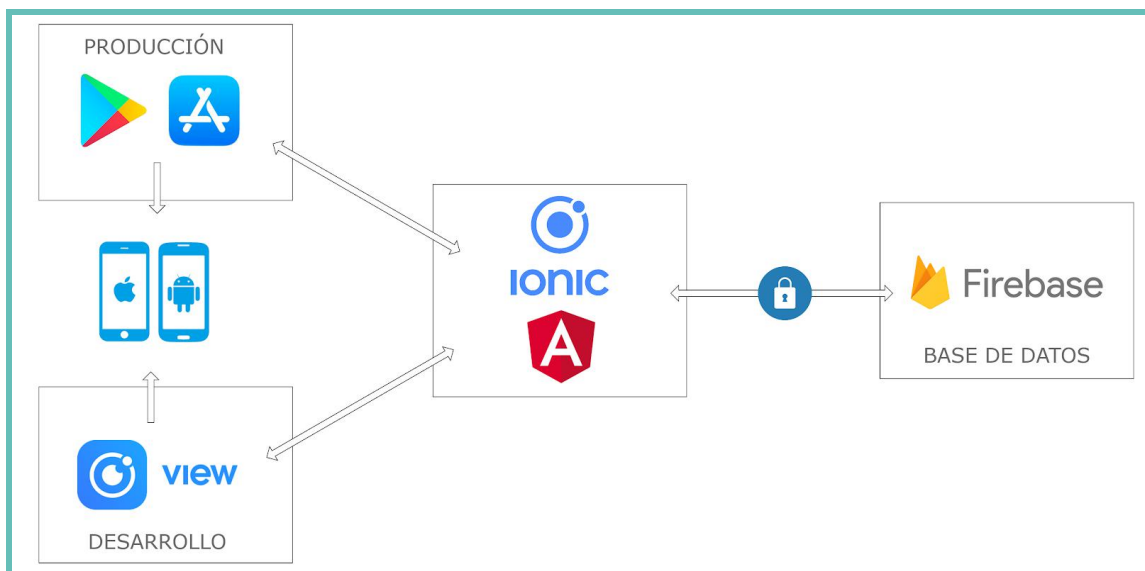 PRODUCCIÓN
IONIC
A
Firebase
BASE DE DATOS
VIEW
DESARROLLO